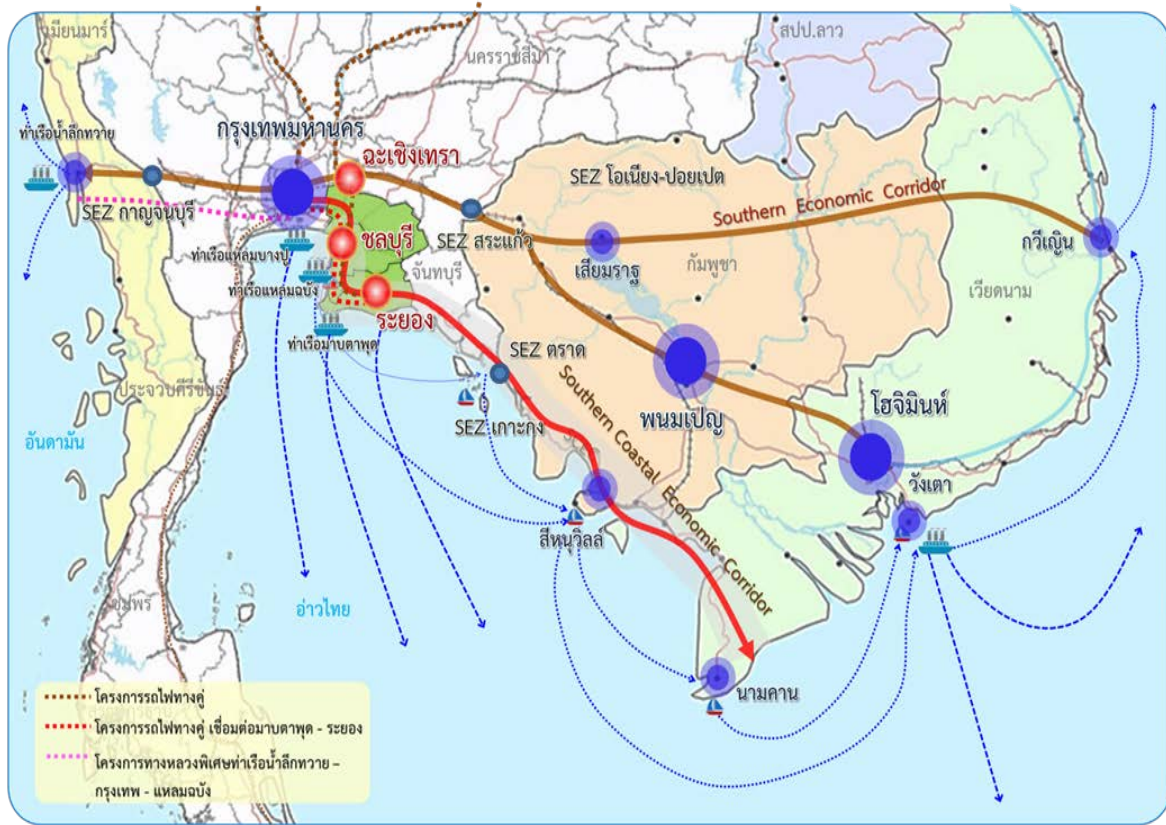 เมียนมาร์
นครราชสีมา
สปป.ลาว
ท่าเรือน้ำลึกทวาย
กรุงเทพมหานคร
ฉะเชิงเทรา
SEZ โอเนียง-ปอยเปต
Southern Economic Corridor
SEZ กาญจนบุรี
SEZ สระแก้ว
ชลบุรี
กวีเญิน
ท่าเรือแหลมบางปู
จันทบุรี
เสียมราฐ
กัมพูชา
ท่าเรือแหลมฉบัง
เวียดนาม
ระยอง
ท่าเรือมาบตาพุด
SEZ ตราด
ประจวบคีรีขันธ์
Southern Coastal Economic Corridor
โฮจิมินห์
พนมเปญ
SEZ เกาะกง
อันดามัน
วังเตา
สีหนุวิลล์
ชุมพร
อ่าวไทย
นามคาน
โครงการรถไฟทางคู่
โครงการรถไฟทางคู่ เชื่อมต่อมาบตาพุด - ระยอง
โครงการทางหลวงพิเศษท่าเรือน้ำลึกทวาย –
กรุงเทพ - แหลมฉบัง